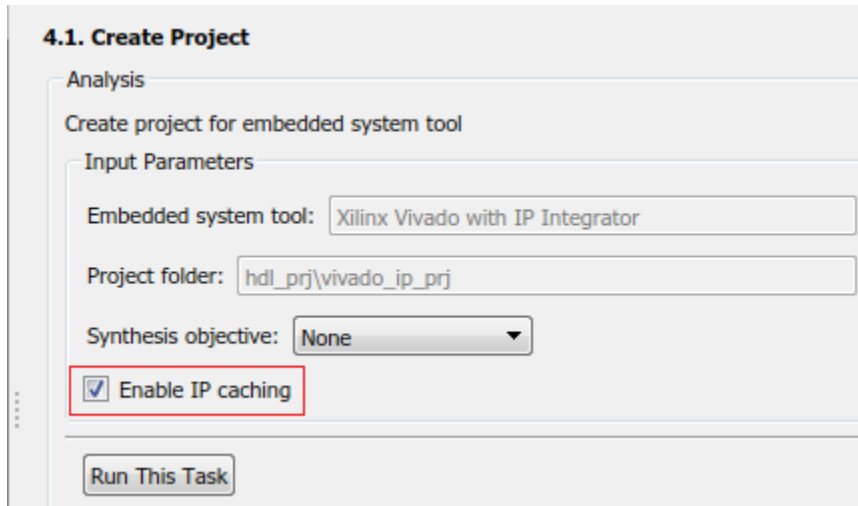 4.1. Create Project
Analysis
Create project for embedded system tool
Input Parameters
Embedded system tool: Xilinx Vivado with IP Integrator
Project folder: hdl_prj\vivado_ip_prj
Synthesis objective: None
Enable IP caching
Run This Task